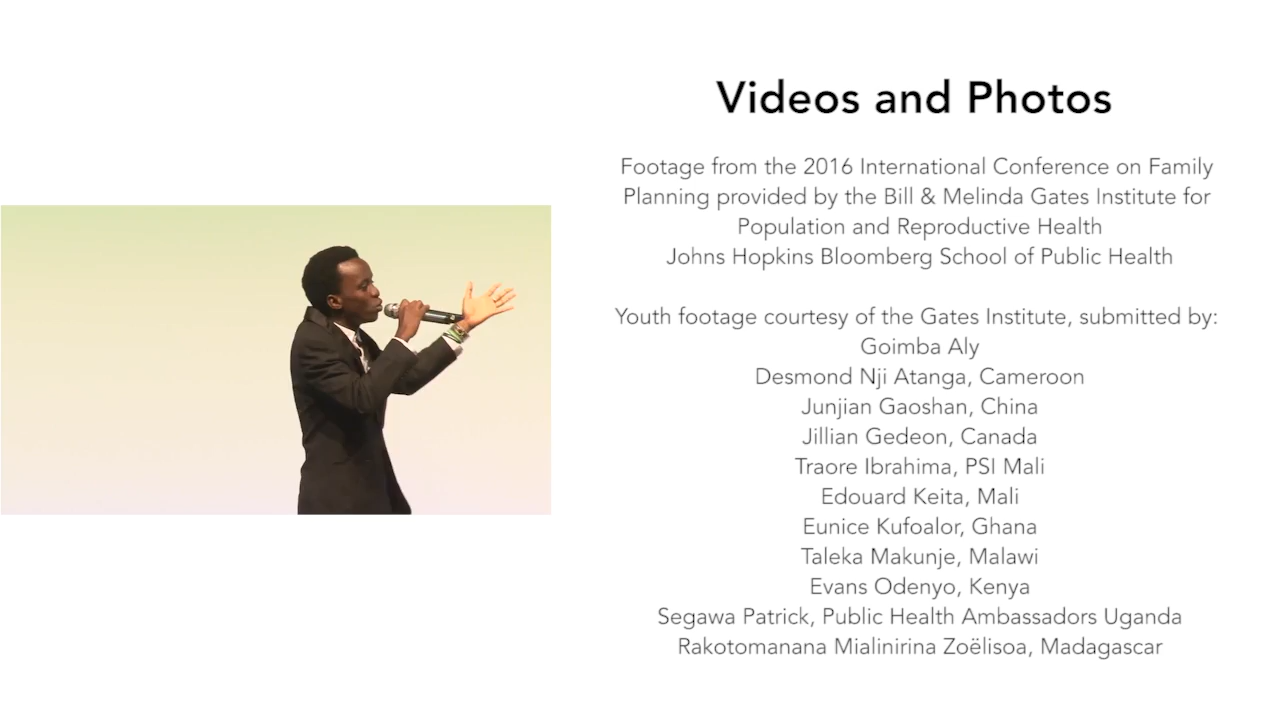 Videos and Photos
Footage from the 2016 International Conference on Family
Planning provided by the Bill & Melinda Gates Institute for
Population and Reproductive Health
Johns Hopkins Bloomberg School of Public Health
Youth footage courtesy of the Gates Institute, submitted by:
Goimba Aly
Desmond Nji Atanga, Cameroon
Junjian Gaoshan, China
Jillian Gedeon, Canada
Traore Ibrahima, PSI Mali
Edouard Keita, Mali
Eunice Kufoalor, Ghana
Taleka Makunje, Malawi
Evans Odenyo, Kenya
Segawa Patrick, Public Health Ambassadors Uganda
Rakotomanana Mialinirina Zoëlisoa, Madagascar